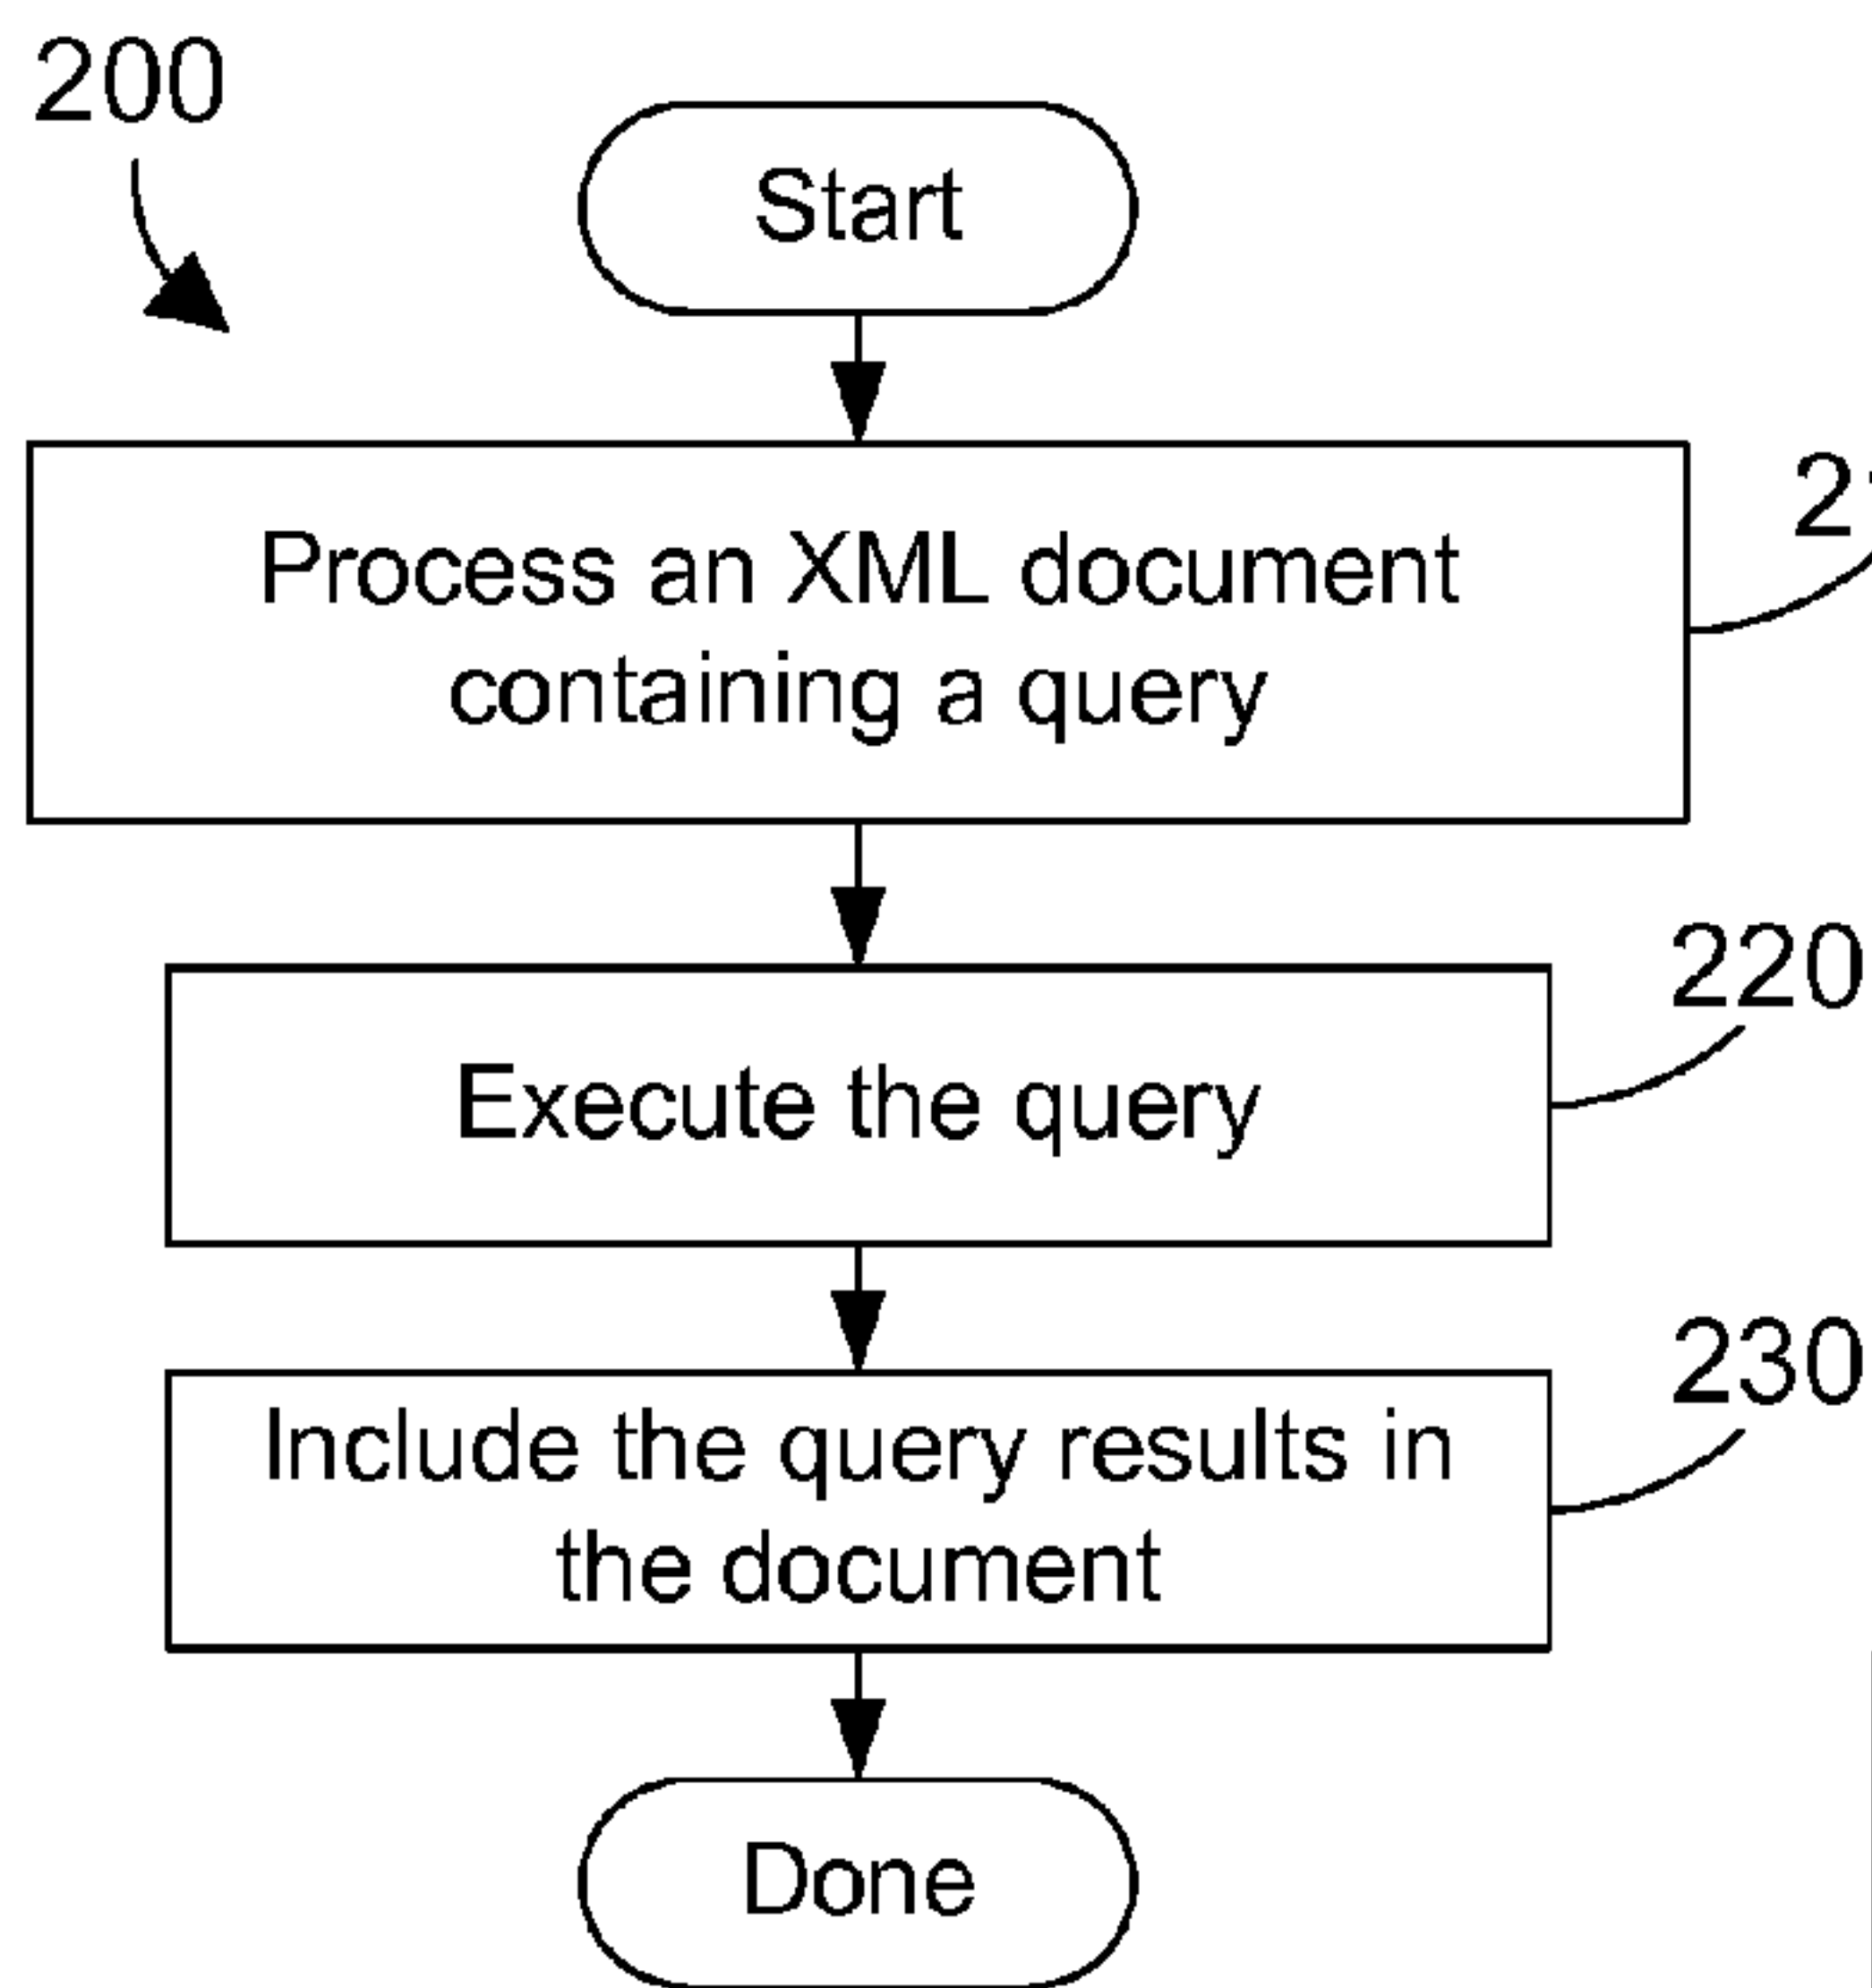 200
Start
Process an XML document
containing a query
220
Execute the query
230
Include the query results in
the document
Done